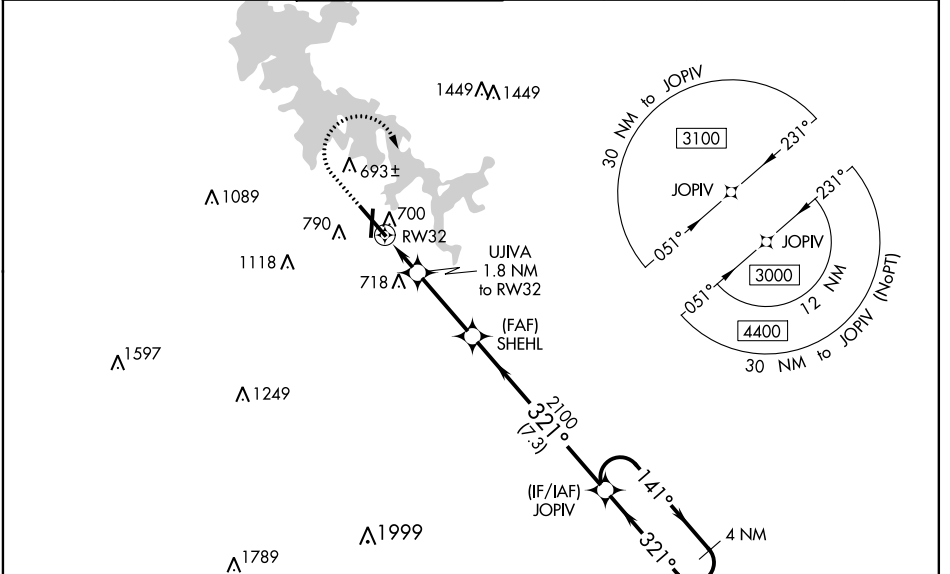 1449
1449
30 NM to JOPIV
3100
231°
JOPIV
051°
231°
JOPIV
3000
051°
12 NM
4400
30 NM to JOPIV (NoPT)
693±
1089
700
790
RW32
1118
UJIVA
1.8 NM
to RW32
718
(FAF)
SHEHL
1597
1249
2100
321°
(7.3)
(IF/IAF)
JOPIV
141°
4 NM
321°
1999
1789